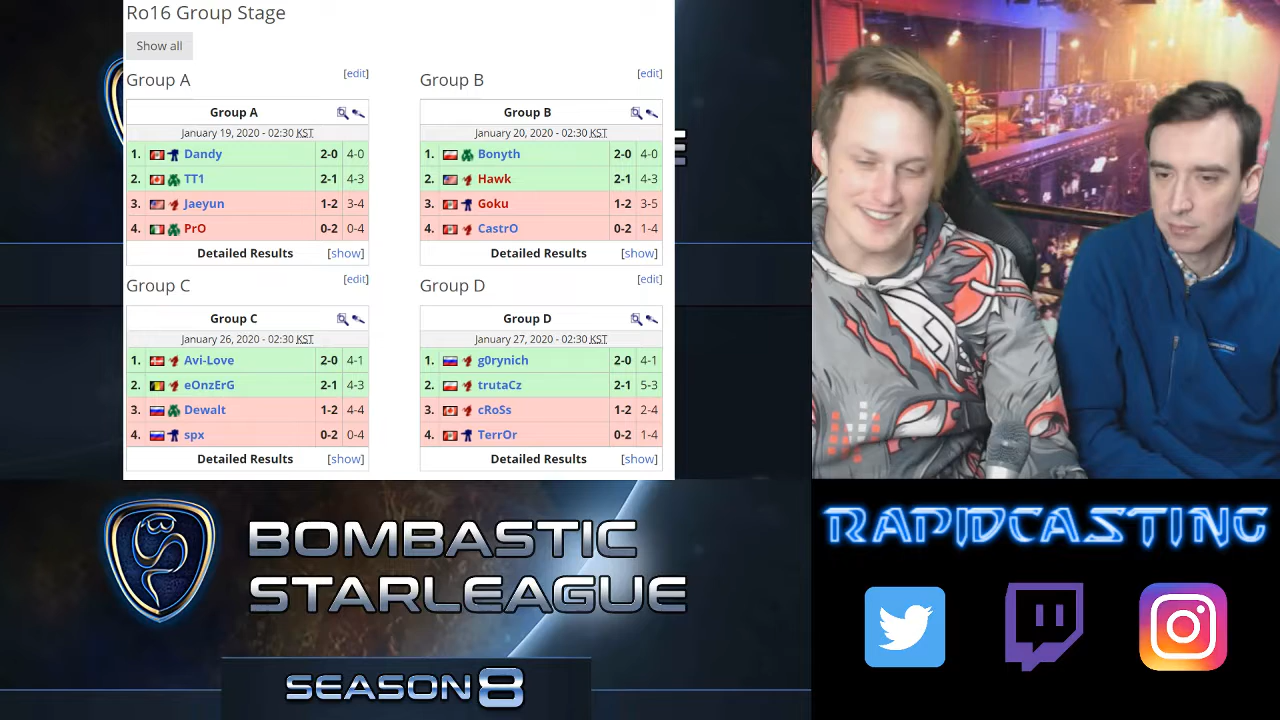 Ro16 Group Stage
Show all
Group A [edit]
Group A
January 19, 2020 - 02:30 KST
1. Dandy 2-0 4-0
2. TT1 2-1 4-3
3. Jaeyun 1-2 3-4
4. PrO 0-2 0-4
Detailed Results [show]
Group B [edit]
Group B
January 20, 2020 - 02:30 KST
1. Bonyth 2-0 4-0
2. Hawk 2-1 4-3
3. Goku 1-2 3-5
4. CastrO 0-2 1-4
Detailed Results [show]
Group C [edit]
Group C
January 26, 2020 - 02:30 KST
1. Avi-Love 2-0 4-1
2. eOnzErG 2-1 4-3
3. Dewalt 1-2 4-4
4. spx 0-2 0-4
Detailed Results [show]
Group D [edit]
Group D
January 27, 2020 - 02:30 KST
1. g0rynich 2-0 4-1
2. trutaCz 2-1 5-3
3. cRoSs 1-2 2-4
4. TerrOr 0-2 1-4
Detailed Results [show]
BOMBASTIC
STARLEAGUE
SEASON 8
RAPIDCASTING